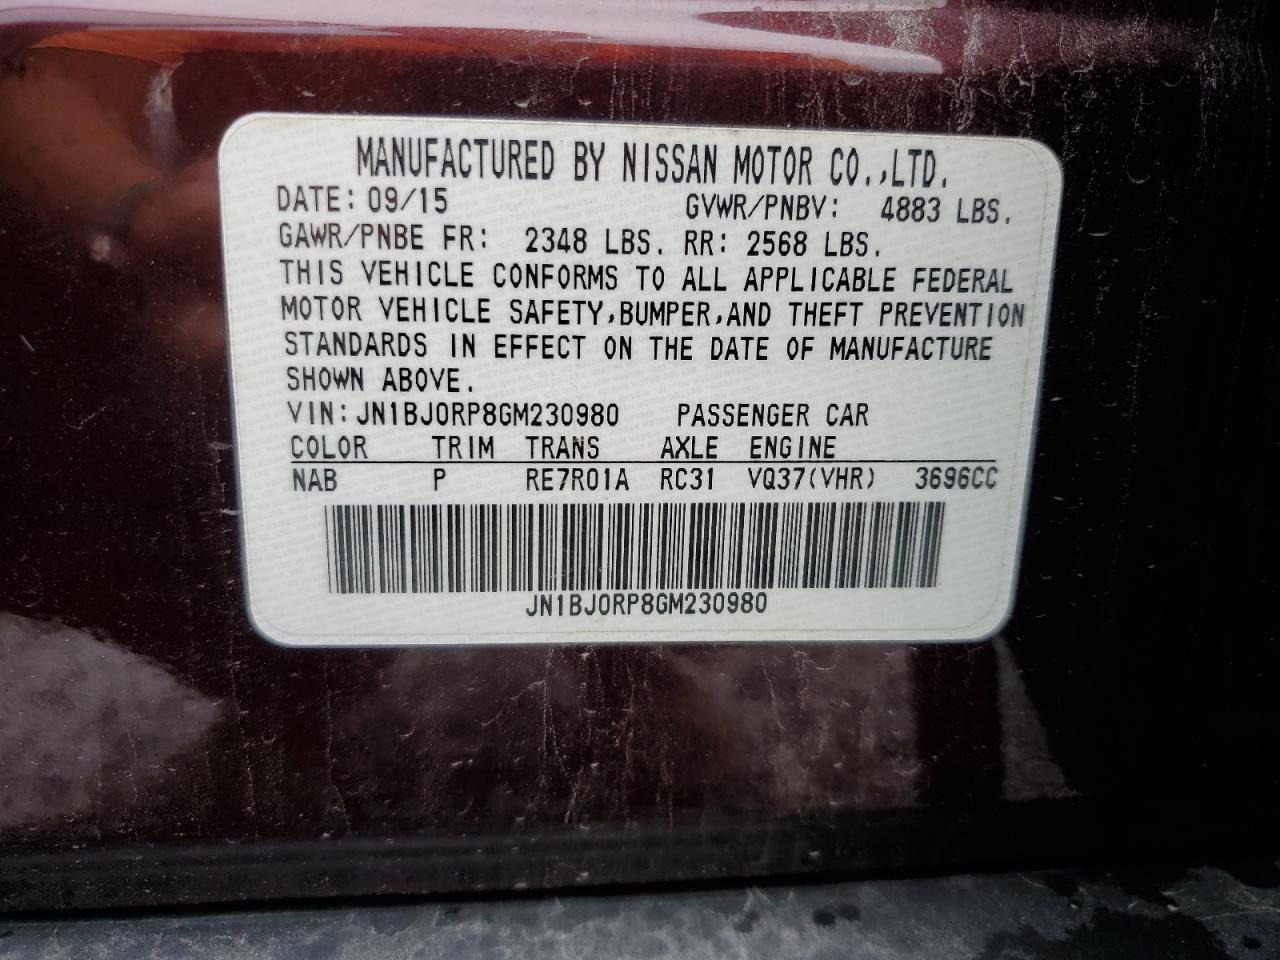 MANUFACTURED BY NISSAN MOTOR CO.,LTD.
DATE: 09/15 GVWR/PNBV: 4883 LBS.
GAWR/PNBE FR: 2348 LBS. RR: 2568 LBS.
THIS VEHICLE CONFORMS TO ALL APPLICABLE FEDERAL
MOTOR VEHICLE SAFETY,BUMPER,AND THEFT PREVENTION
STANDARDS IN EFFECT ON THE DATE OF MANUFACTURE
SHOWN ABOVE.
VIN: JN1BJ0RP8GM230980 PASSENGER CAR
COLOR TRIM TRANS AXLE ENGINE
NAB P RE7R01A RC31 VQ37(VHR) 3696CC
JN1BJ0RP8GM230980